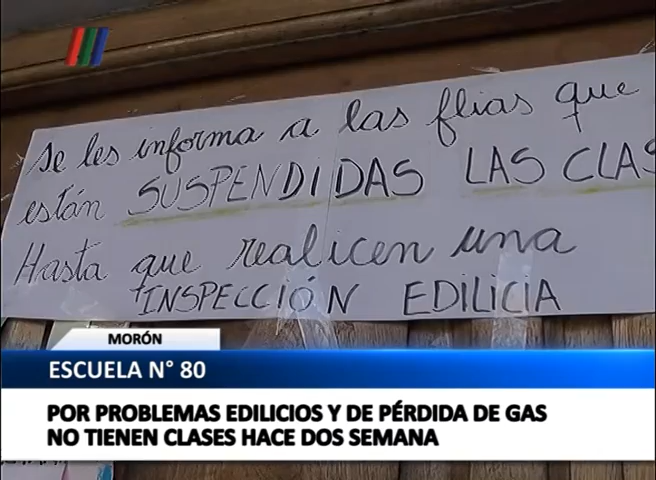 Se les informa a las flias que
están SUSPENDIDAS LAS CLAS
Hasta que realicen una
INSPECCIÓN EDILICIA
MORÓN
ESCUELA N° 80
POR PROBLEMAS EDILICIOS Y DE PÉRDIDA DE GAS
NO TIENEN CLASES HACE DOS SEMANA